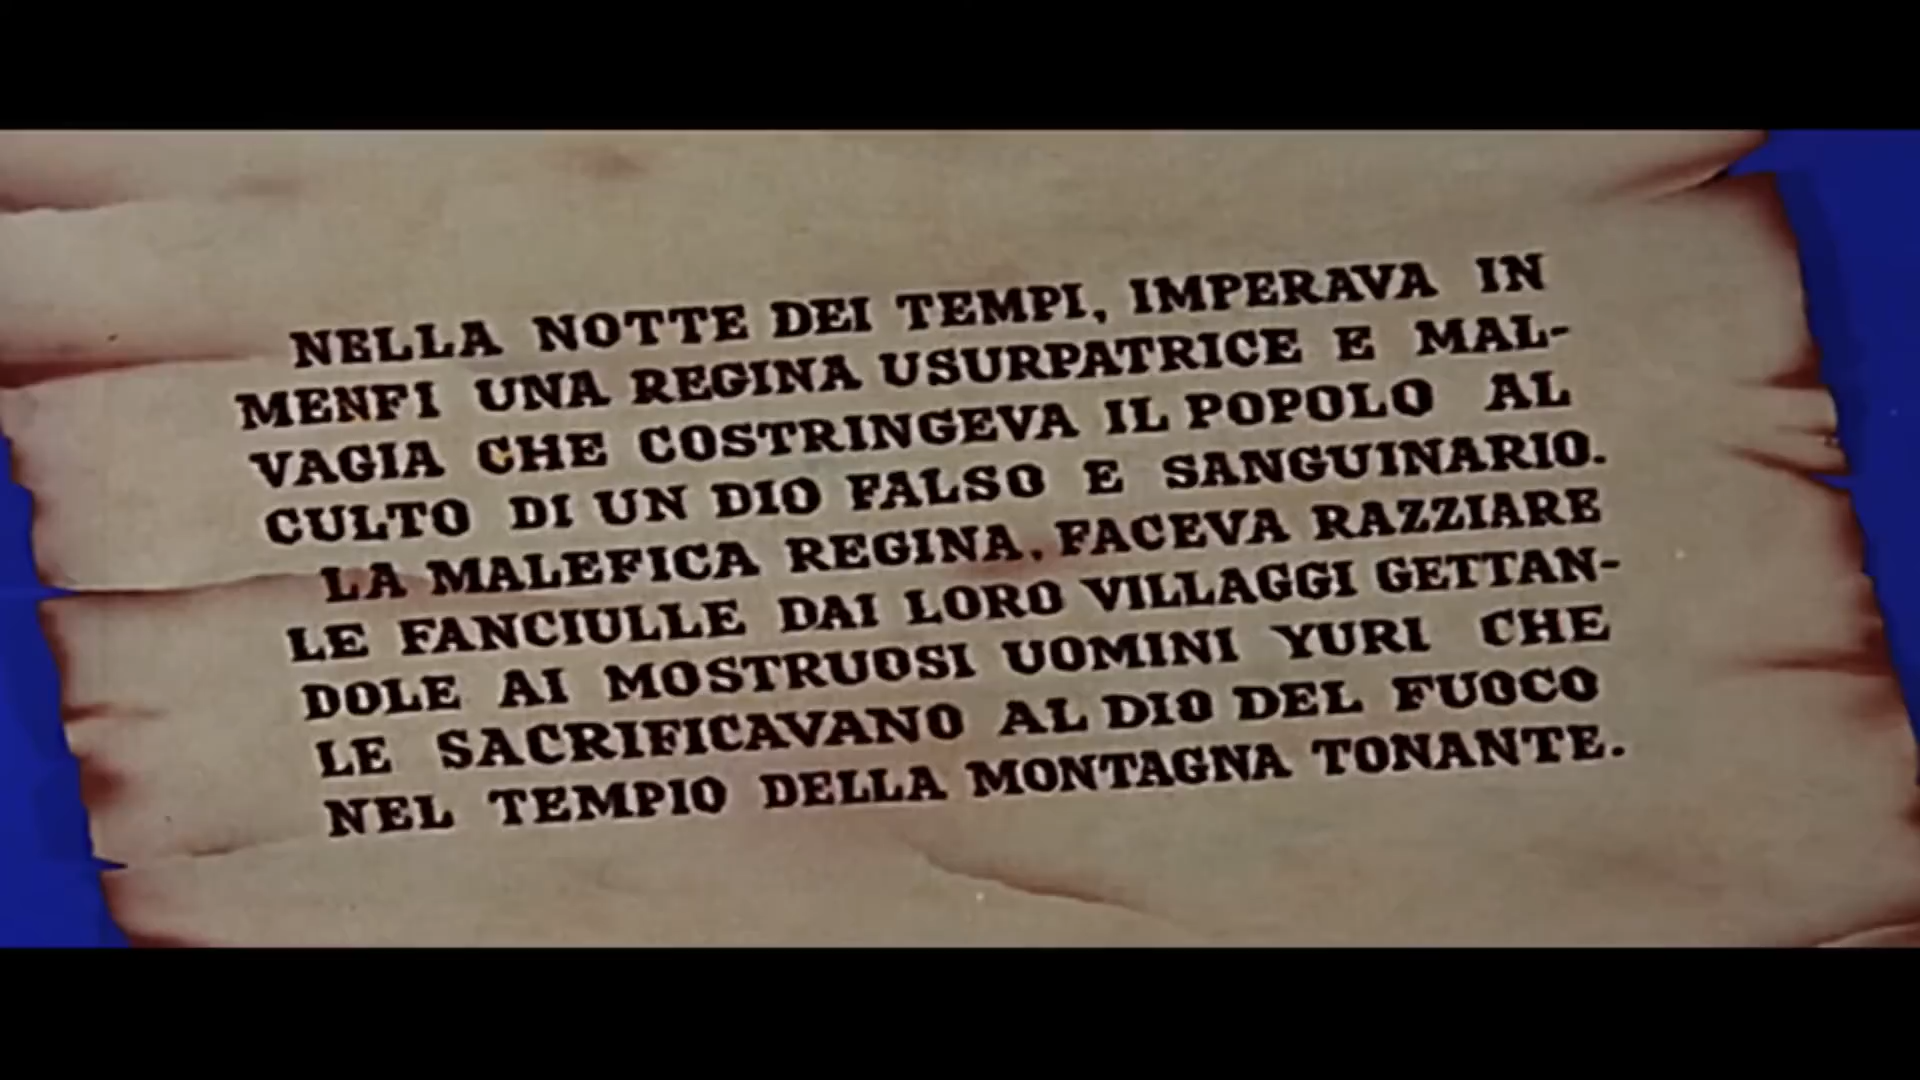 NELLA NOTTE DEI TEMPI, IMPERAVA IN
MENFI UNA REGINA USURPATRICE E MAL-
VAGIA CHE COSTRINGEVA IL POPOLO AL
CULTO DI UN DIO FALSO E SANGUINARIO.
LA MALEFICA REGINA, FACEVA RAZZIARE
LE FANCIULLE DAI LORO VILLAGGI GETTAN-
DOLE AI MOSTRUOSI UOMINI YURI CHE
LE SACRIFICAVANO AL DIO DEL FUOCO
NEL TEMPIO DELLA MONTAGNA TONANTE.